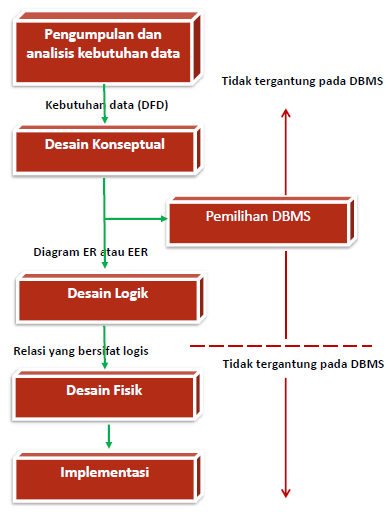 Pengumpulan dan
analisis kebutuhan data
Tidak tergantung pada DBMS
Kebutuhan data (DFD)
Desain Konseptual
Pemilihan DBMS
Diagram ER atau EER
Desain Logik
Relasi yang bersifat logis
Tidak tergantung pada DBMS
Desain Fisik
Implementasi